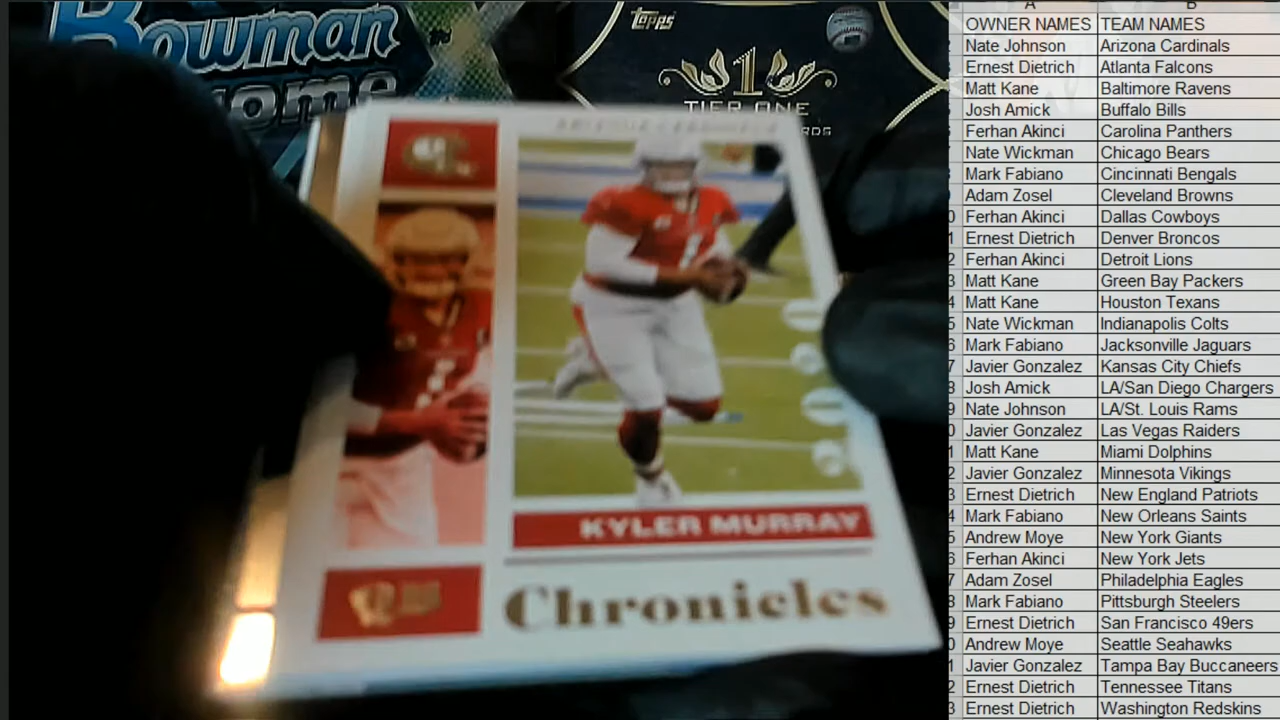 Bowman
Topps
1
TIER ONE
KYLER MURRAY
QB
Chronicles
A B
OWNER NAMES TEAM NAMES
Nate Johnson Arizona Cardinals
Ernest Dietrich Atlanta Falcons
Matt Kane Baltimore Ravens
Josh Amick Buffalo Bills
Ferhan Akinci Carolina Panthers
Nate Wickman Chicago Bears
Mark Fabiano Cincinnati Bengals
Adam Zosel Cleveland Browns
Ferhan Akinci Dallas Cowboys
Ernest Dietrich Denver Broncos
Ferhan Akinci Detroit Lions
Matt Kane Green Bay Packers
Matt Kane Houston Texans
Nate Wickman Indianapolis Colts
Mark Fabiano Jacksonville Jaguars
Javier Gonzalez Kansas City Chiefs
Josh Amick LA/San Diego Chargers
Nate Johnson LA/St. Louis Rams
Javier Gonzalez Las Vegas Raiders
Matt Kane Miami Dolphins
Javier Gonzalez Minnesota Vikings
Ernest Dietrich New England Patriots
Mark Fabiano New Orleans Saints
Andrew Moye New York Giants
Ferhan Akinci New York Jets
Adam Zosel Philadelphia Eagles
Mark Fabiano Pittsburgh Steelers
Ernest Dietrich San Francisco 49ers
Andrew Moye Seattle Seahawks
Javier Gonzalez Tampa Bay Buccaneers
Ernest Dietrich Tennessee Titans
Ernest Dietrich Washington Redskins